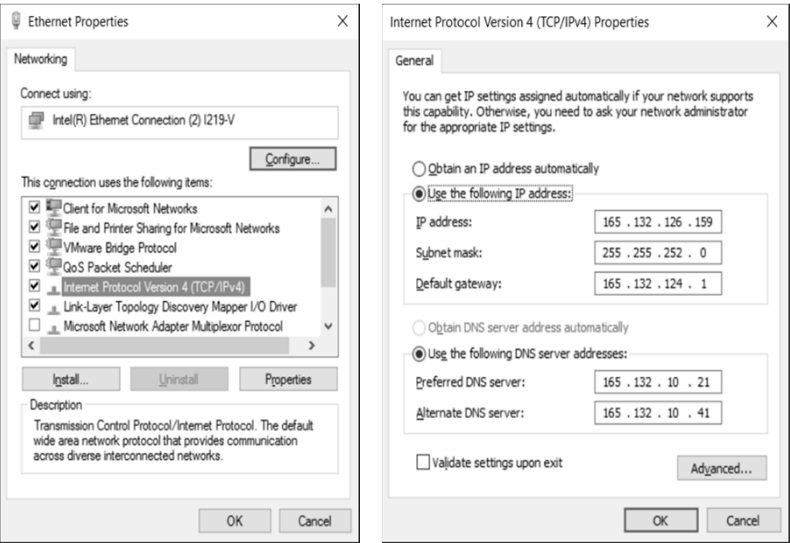 Ethernet Properties
Networking
Connect using:
Intel(R) Ethernet Connection (2) I219-V
Configure...
This connection uses the following items:
Client for Microsoft Networks
File and Printer Sharing for Microsoft Networks
VMware Bridge Protocol
QoS Packet Scheduler
Internet Protocol Version 4 (TCP/IPv4)
Link-Layer Topology Discovery Mapper I/O Driver
Microsoft Network Adapter Multiplexor Protocol
Install... Uninstall Properties
Description
Transmission Control Protocol/Internet Protocol. The default
wide area network protocol that provides communication
across diverse interconnected networks.
OK Cancel
Internet Protocol Version 4 (TCP/IPv4) Properties
General
You can get IP settings assigned automatically if your network supports
this capability. Otherwise, you need to ask your network administrator
for the appropriate IP settings.
Obtain an IP address automatically
Use the following IP address:
IP address: 165 . 132 . 126 . 159
Subnet mask: 255 . 255 . 252 . 0
Default gateway: 165 . 132 . 124 . 1
Obtain DNS server address automatically
Use the following DNS server addresses:
Preferred DNS server: 165 . 132 . 10 . 21
Alternate DNS server: 165 . 132 . 10 . 41
Validate settings upon exit
Advanced...
OK Cancel